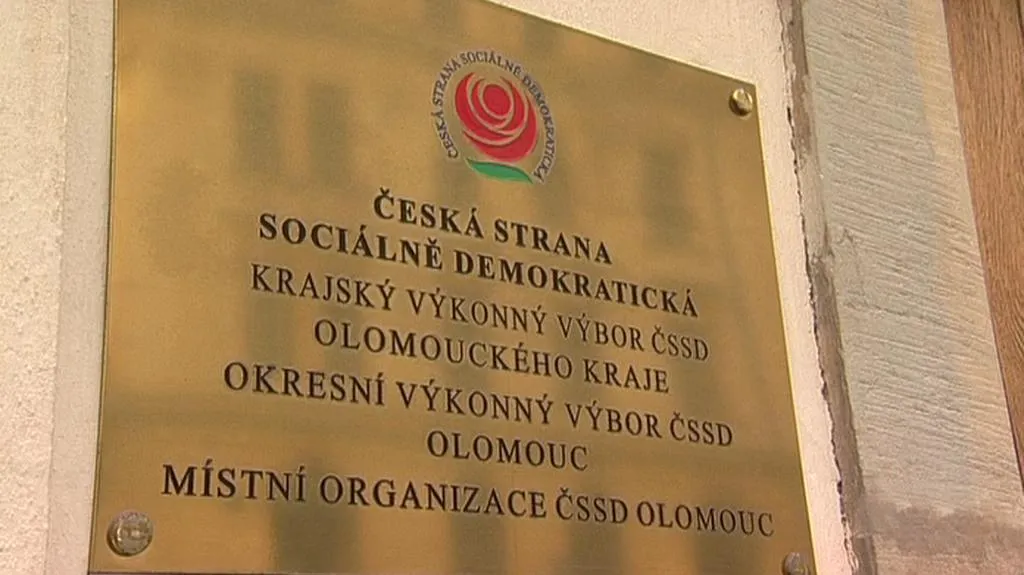 ČESKÁ STRANA SOCIÁLNĚ DEMOKRATICKÁ
ČESKÁ STRANA
SOCIÁLNĚ DEMOKRATICKÁ
KRAJSKÝ VÝKONNÝ VÝBOR ČSSD
OLOMOUCKÉHO KRAJE
OKRESNÍ VÝKONNÝ VÝBOR ČSSD
OLOMOUC
MÍSTNÍ ORGANIZACE ČSSD OLOMOUC